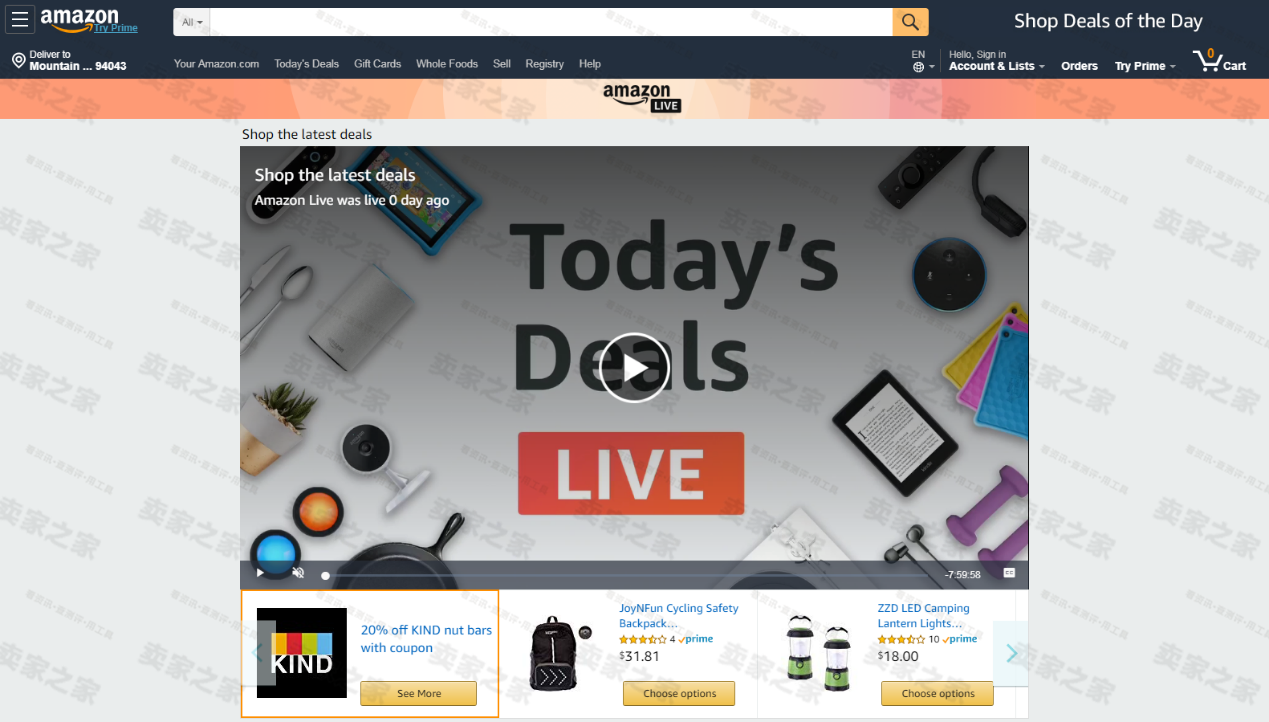 amazon
Try Prime
All
Shop Deals of the Day
Deliver to
Mountain ... 94043
Your Amazon.com Today's Deals Gift Cards Whole Foods Sell Registry Help
EN
Hello, Sign in
Account & Lists
Orders
Try Prime
0
Cart
amazon
LIVE
Shop the latest deals
Shop the latest deals
Amazon Live was live 0 day ago
Today's
Deals
LIVE
-7:59:58
KIND
20% off KIND nut bars
with coupon
See More
JoyNFun Cycling Safety
Backpack...
4 prime
$31.81
Choose options
ZZD LED Camping
Lantern Lights...
10 prime
$18.00
Choose options
卖家之家